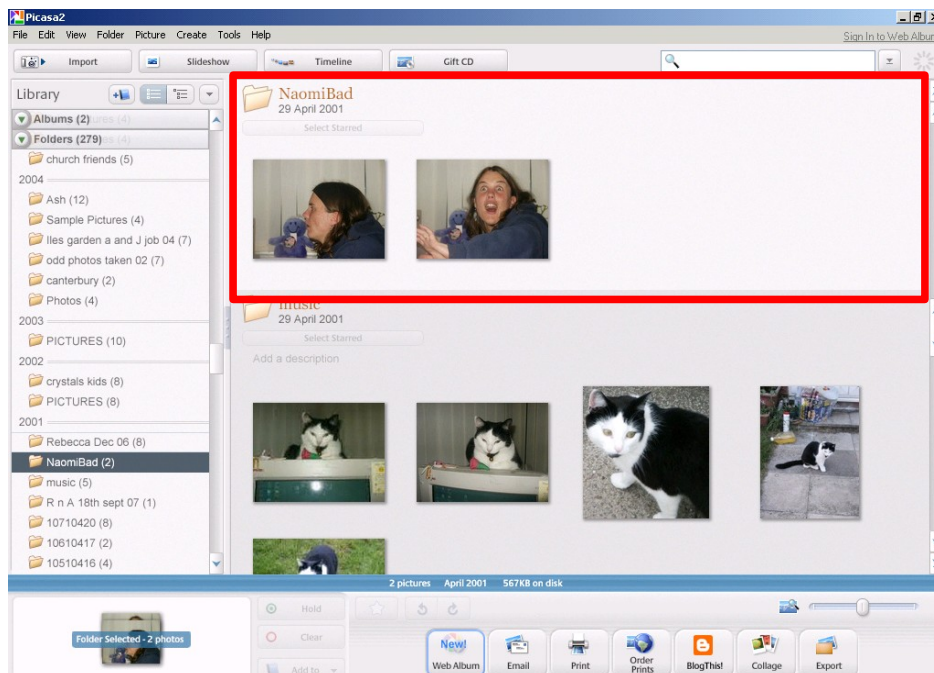 Picasa2
File Edit View Folder Picture Create Tools Help
Sign In to Web Albu
Import Slideshow Timeline Gift CD
Library
Albums (2)
Folders (279)
church friends (5)
2004
Ash (12)
Sample Pictures (4)
Iles garden a and J job 04 (7)
odd photos taken 02 (7)
canterbury (2)
Photos (4)
2003
PICTURES (10)
2002
crystals kids (8)
PICTURES (8)
2001
Rebecca Dec 06 (8)
NaomiBad (2)
music (5)
R n A 18th sept 07 (1)
10710420 (8)
10610417 (2)
10510416 (4)
NaomiBad
29 April 2001
Select Starred
music
29 April 2001
Select Starred
Add a description
2 pictures April 2001 567KB on disk
Folder Selected - 2 photos
Hold
Clear
Add to
New!
Web Album Email Print Order Prints BlogThis! Collage Export